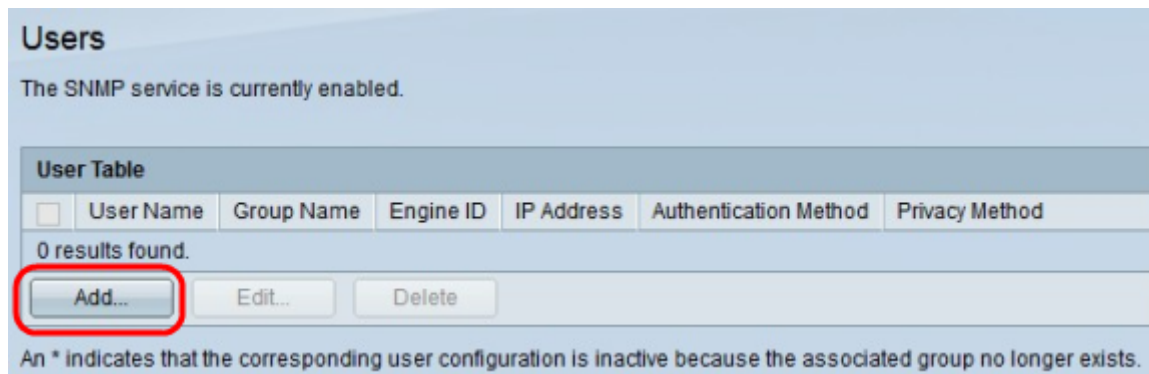 Users
The SNMP service is currently enabled.
User Table
User Name Group Name Engine ID IP Address Authentication Method Privacy Method
0 results found.
Add... Edit... Delete
An * indicates that the corresponding user configuration is inactive because the associated group no longer exists.